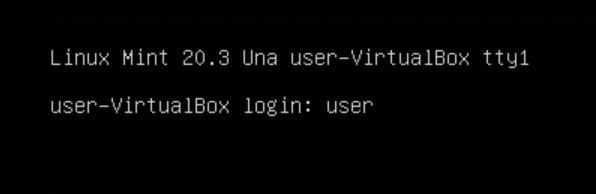 Linux Mint 20.3 Una user-VirtualBox tty1
user-VirtualBox login: user